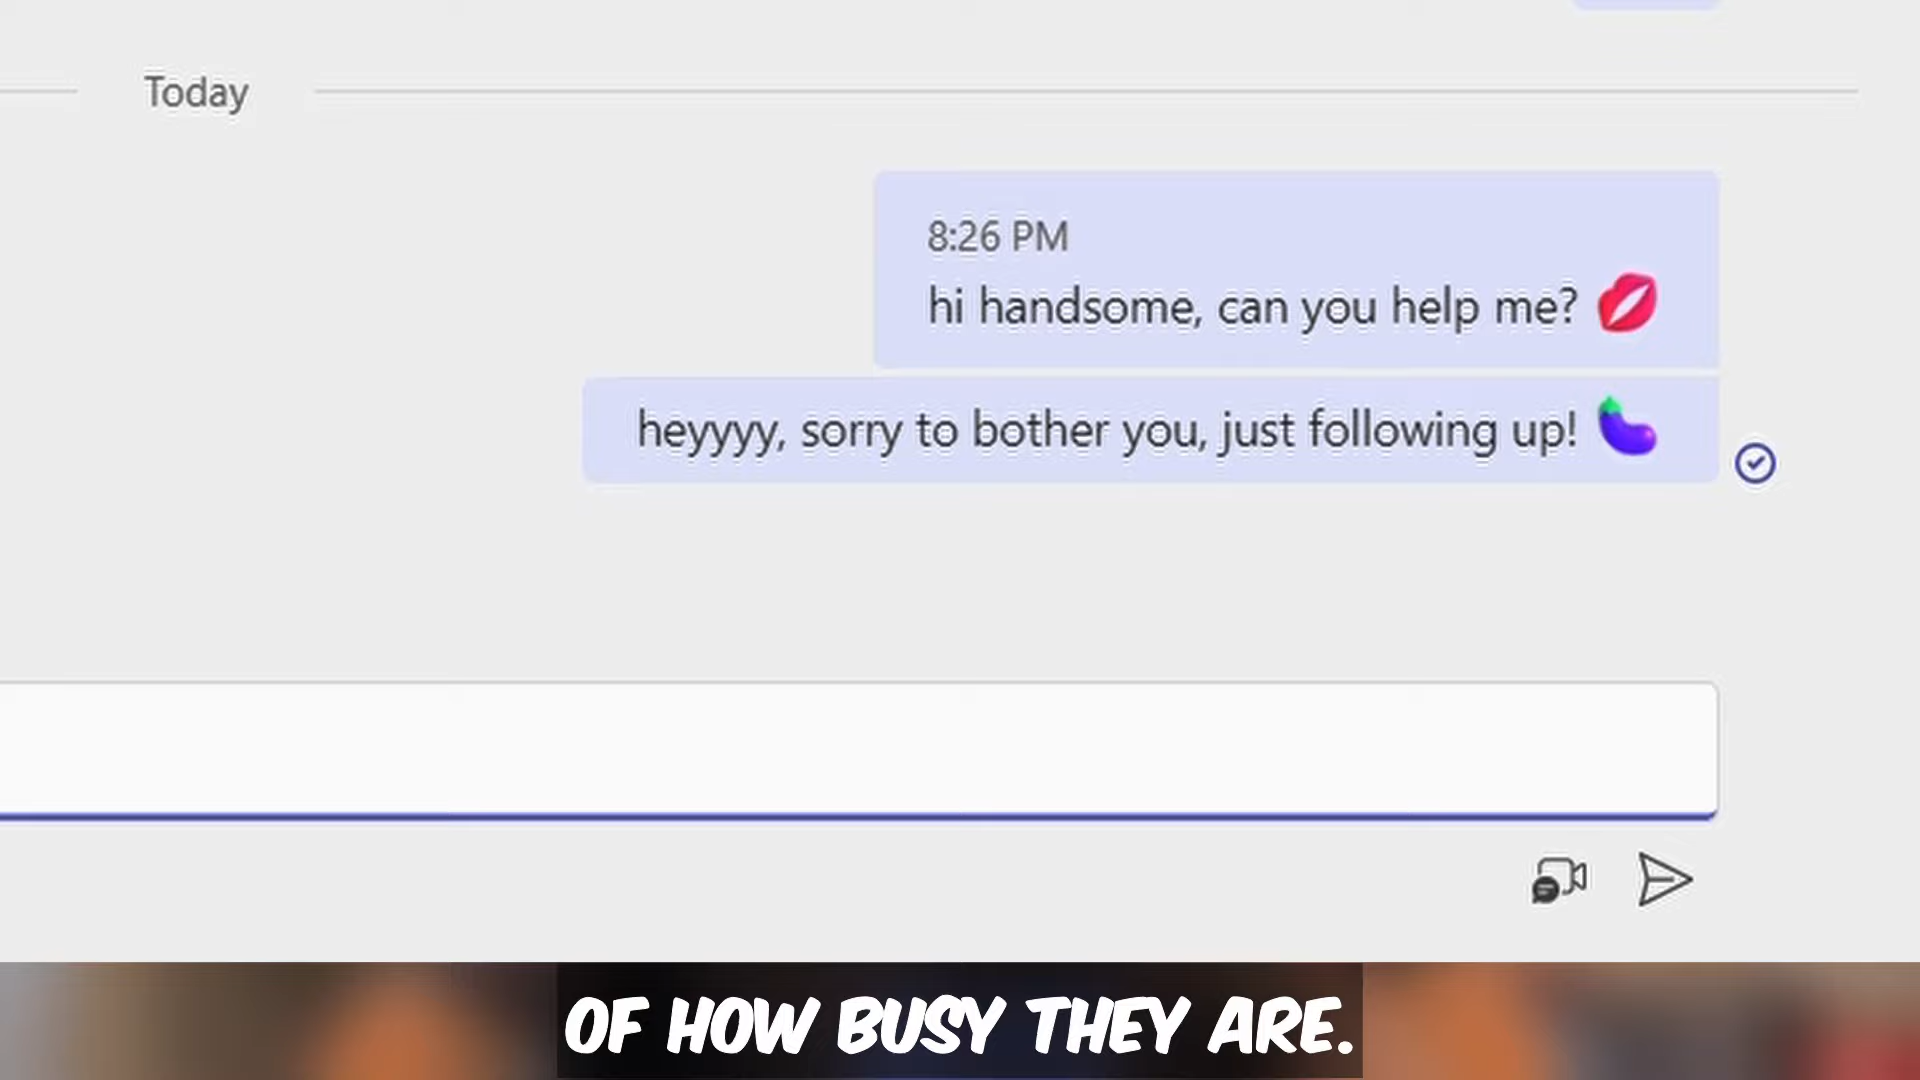 Today
8:26 PM
hi handsome, can you help me? 💋
heyyyy, sorry to bother you, just following up! 🍆
OF HOW BUSY THEY ARE.